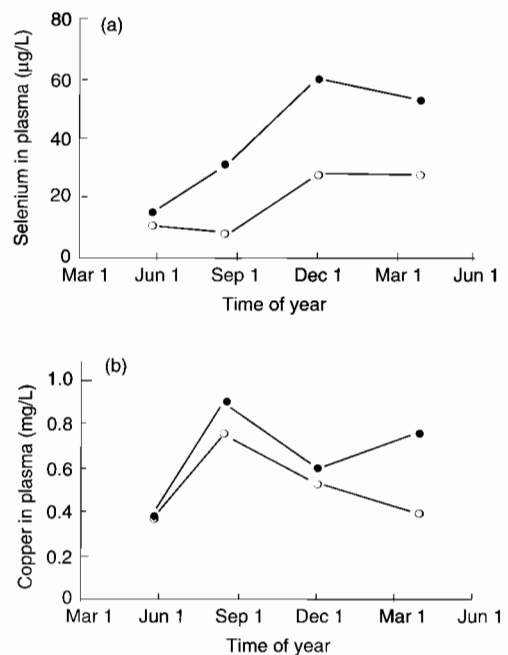 (a)
Selenium in plasma (µg/L)
80
60
40
20
0
Mar 1 Jun 1 Sep 1 Dec 1 Mar 1 Jun 1
Time of year
(b)
Copper in plasma (mg/L)
1.0
0.8
0.6
0.4
0.2
0
Mar 1 Jun 1 Sep 1 Dec 1 Mar 1 Jun 1
Time of year